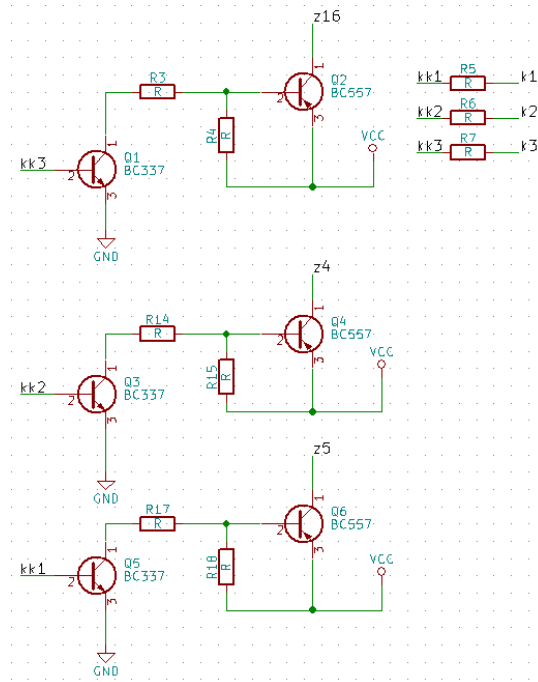 z16
R3
R
1
Q2
BC557
2
3
R4
R
VCC
kk3
1
Q1
BC337
2
3
GND
kk1
R5
R
k1
kk2
R6
R
k2
kk3
R7
R
k3
z4
R14
R
1
Q4
BC557
2
3
R15
R
VCC
kk2
1
Q3
BC337
2
3
GND
z5
R17
R
1
Q6
BC557
2
3
R18
R
VCC
kk1
1
Q5
BC337
2
3
GND